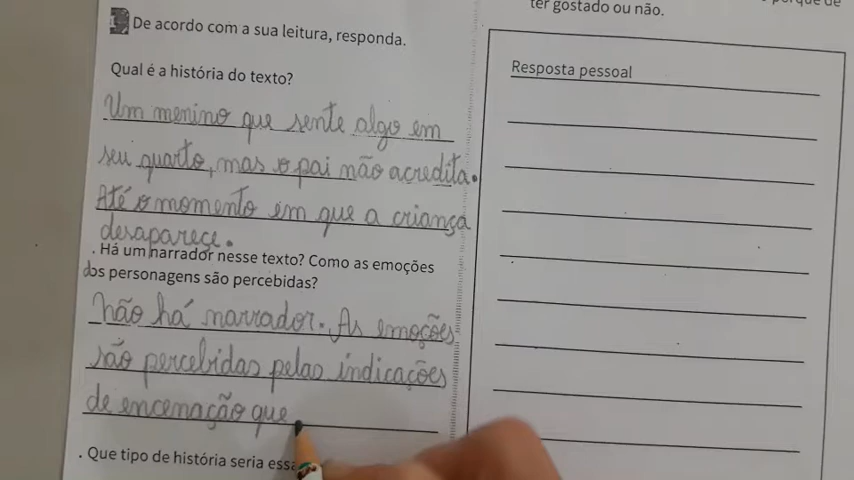 De acordo com a sua leitura, responda.
Qual é a história do texto?
Um menino que sente algo em
seu quarto, mas o pai não acredita.
Até o momento em que a criança
desapareçe.
. Há um narrador nesse texto? Como as emoções
dos personagens são percebidas?
não há narrador. As emoções
são percebidas pelas indicações
de encenação que
. Que tipo de história seria essa
ter gostado ou não.
Resposta pessoal